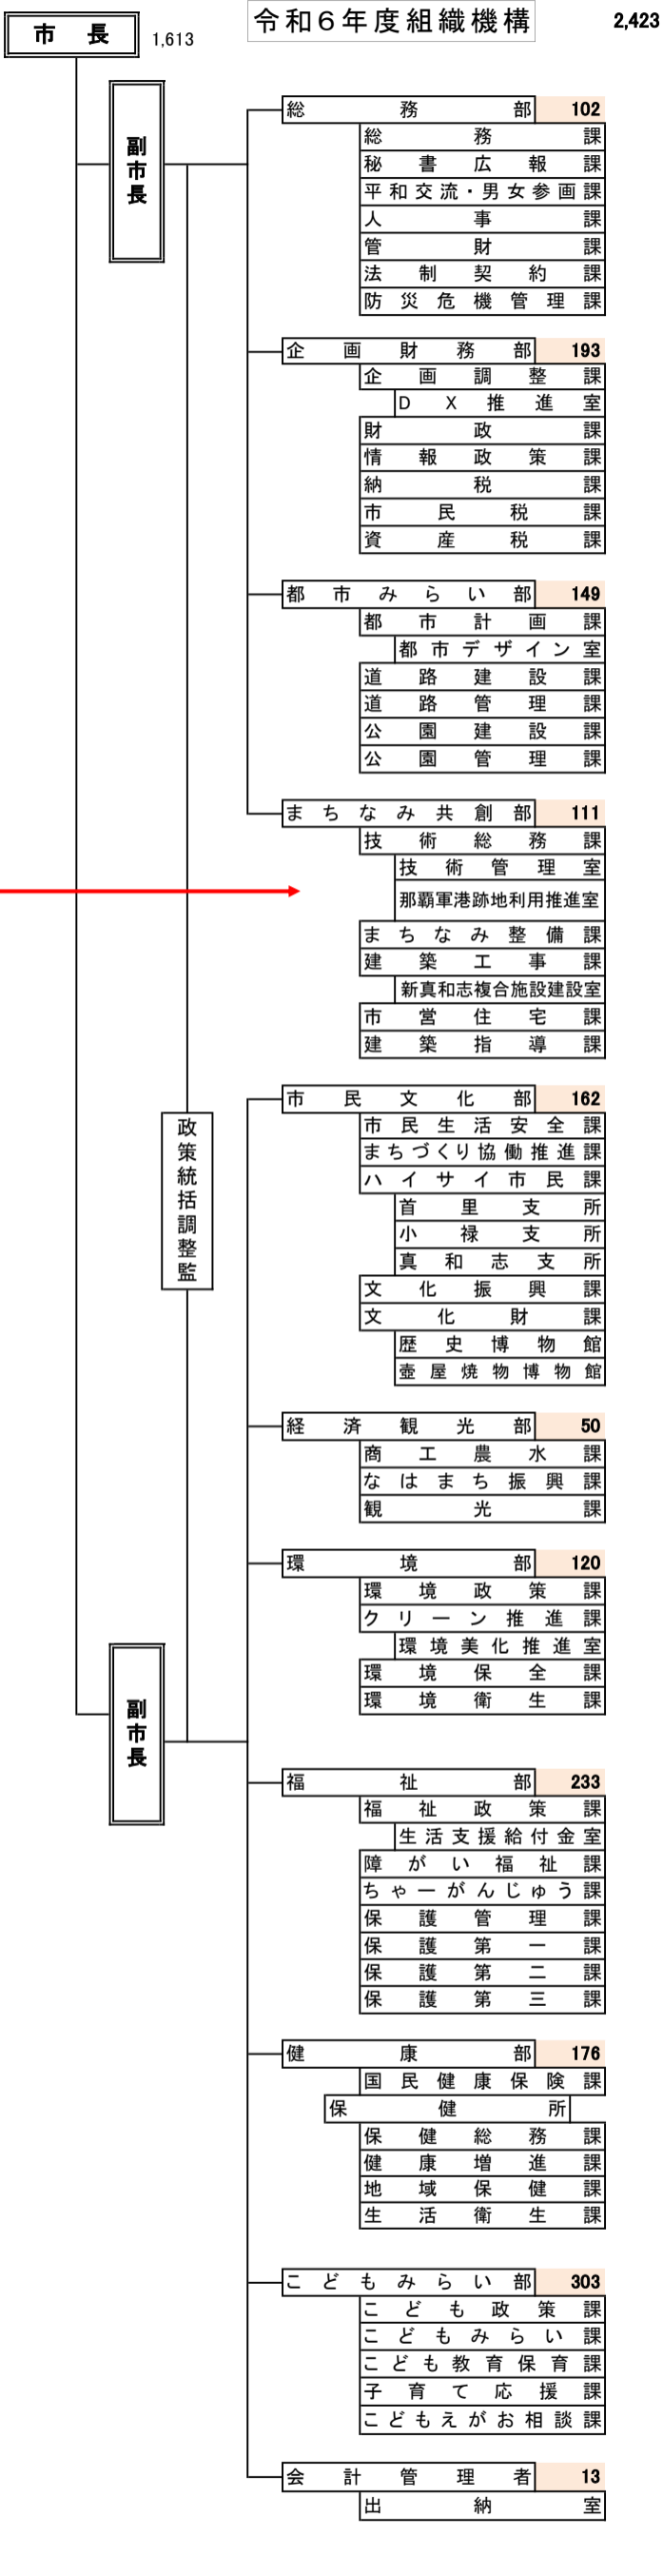 令和６年度組織機構
2,423
市長
1,613
副市長
総務部 102
総務課
秘書広報課
平和交流・男女参画課
人事課
管財課
法制契約課
防災危機管理課
企画財務部 193
企画調整課
ＤＸ推進室
財政課
情報政策課
納税課
市民税課
資産税課
都市みらい部 149
都市計画課
都市デザイン室
道路建設課
道路管理課
公園建設課
公園管理課
まちなみ共創部 111
技術総務課
技術管理室
那覇軍港跡地利用推進室
まちなみ整備課
建築工事課
新真和志複合施設建設室
市営住宅課
建築指導課
政策統括調整監
市民文化部 162
市民生活安全課
まちづくり協働推進課
ハイサイ市民課
首里支所
小禄支所
真和志支所
文化振興課
文化財課
歴史博物館
壺屋焼物博物館
経済観光部 50
商工農水課
なはまち振興課
観光課
環境部 120
環境政策課
クリーン推進課
環境美化推進室
環境保全課
環境衛生課
副市長
福祉部 233
福祉政策課
生活支援給付金室
障がい福祉課
ちゃーがんじゅう課
保護管理課
保護第一課
保護第二課
保護第三課
健康部 176
国民健康保険課
保健所
保健総務課
健康増進課
地域保健課
生活衛生課
こどもみらい部 303
こども政策課
こどもみらい課
こども教育保育課
子育て応援課
こどもえがお相談課
会計管理者 13
出納室